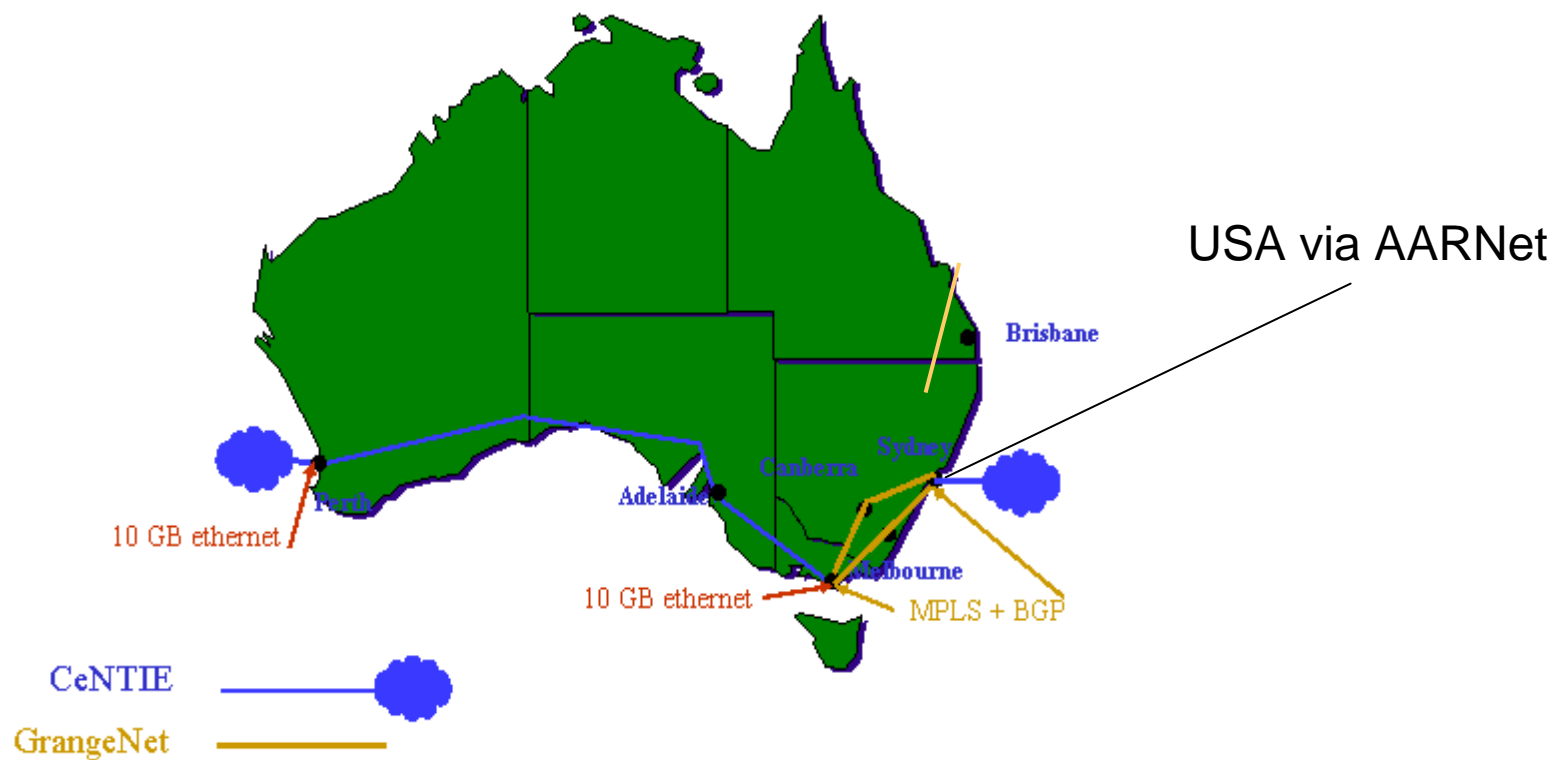 USA via AARNet
Brisbane
Sydney
Canberra
Adelaide
Perth
10 GB ethernet
Melbourne
10 GB ethernet
MPLS + BGP
CeNTIE
GrangeNet